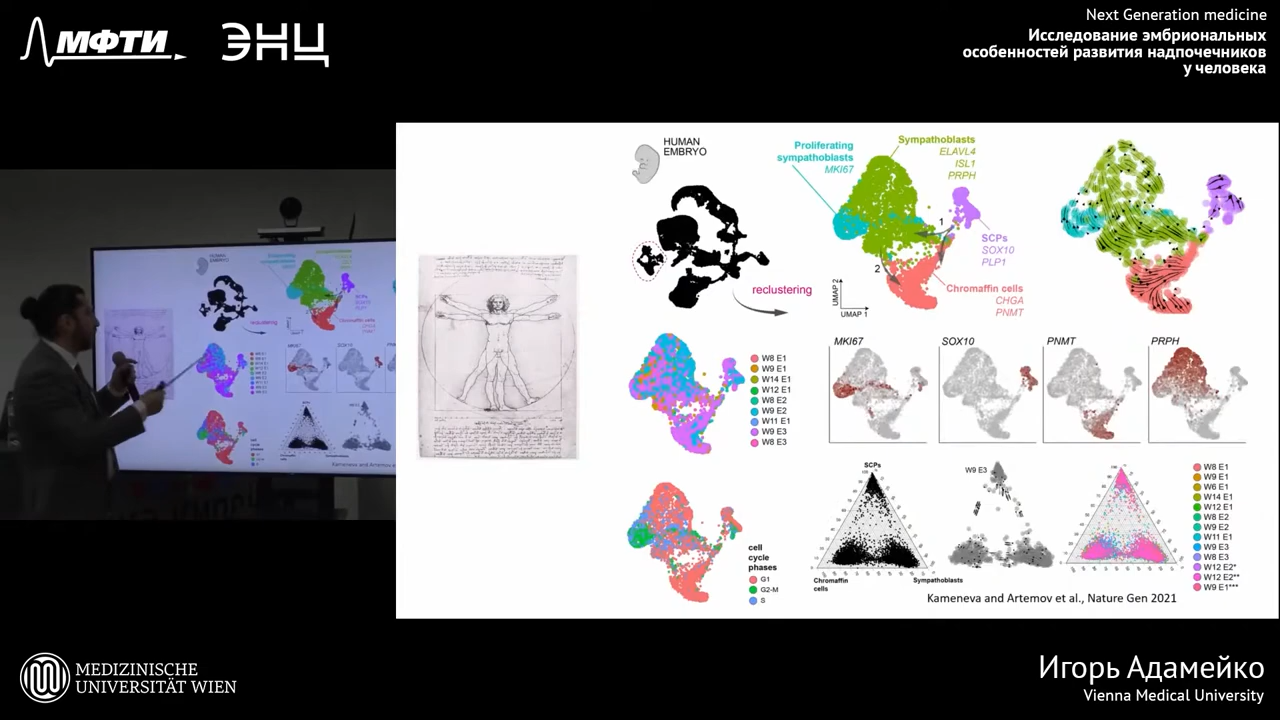 МФТИ
ЭНЦ
Next Generation medicine
Исследование эмбриональных
особенностей развития надпочечников
у человека
HUMAN
EMBRYO
reclustering
Proliferating
sympathoblasts
MKI67
Sympathoblasts
ELAVL4
ISL1
PRPH
1
2
SCPs
SOX10
PLP1
Chromaffin cells
CHGA
PNMT
UMAP 2
UMAP 1
W8 E1
W9 E1
W14 E1
W12 E1
W8 E2
W9 E2
W11 E1
W9 E3
W8 E3
MKI67
SOX10
PNMT
PRPH
cell
cycle
phases
G1
G2-M
S
SCPs
Chromaffin
cells
Sympathoblasts
W9 E3
W8 E1
W9 E1
W6 E1
W14 E1
W12 E1
W8 E2
W9 E2
W11 E1
W9 E3
W8 E3
W12 E2*
W12 E2**
W9 E1***
Kameneva and Artemov et al., Nature Gen 2021
MEDIZINISCHE
UNIVERSITÄT WIEN
Игорь Адамейко
Vienna Medical University